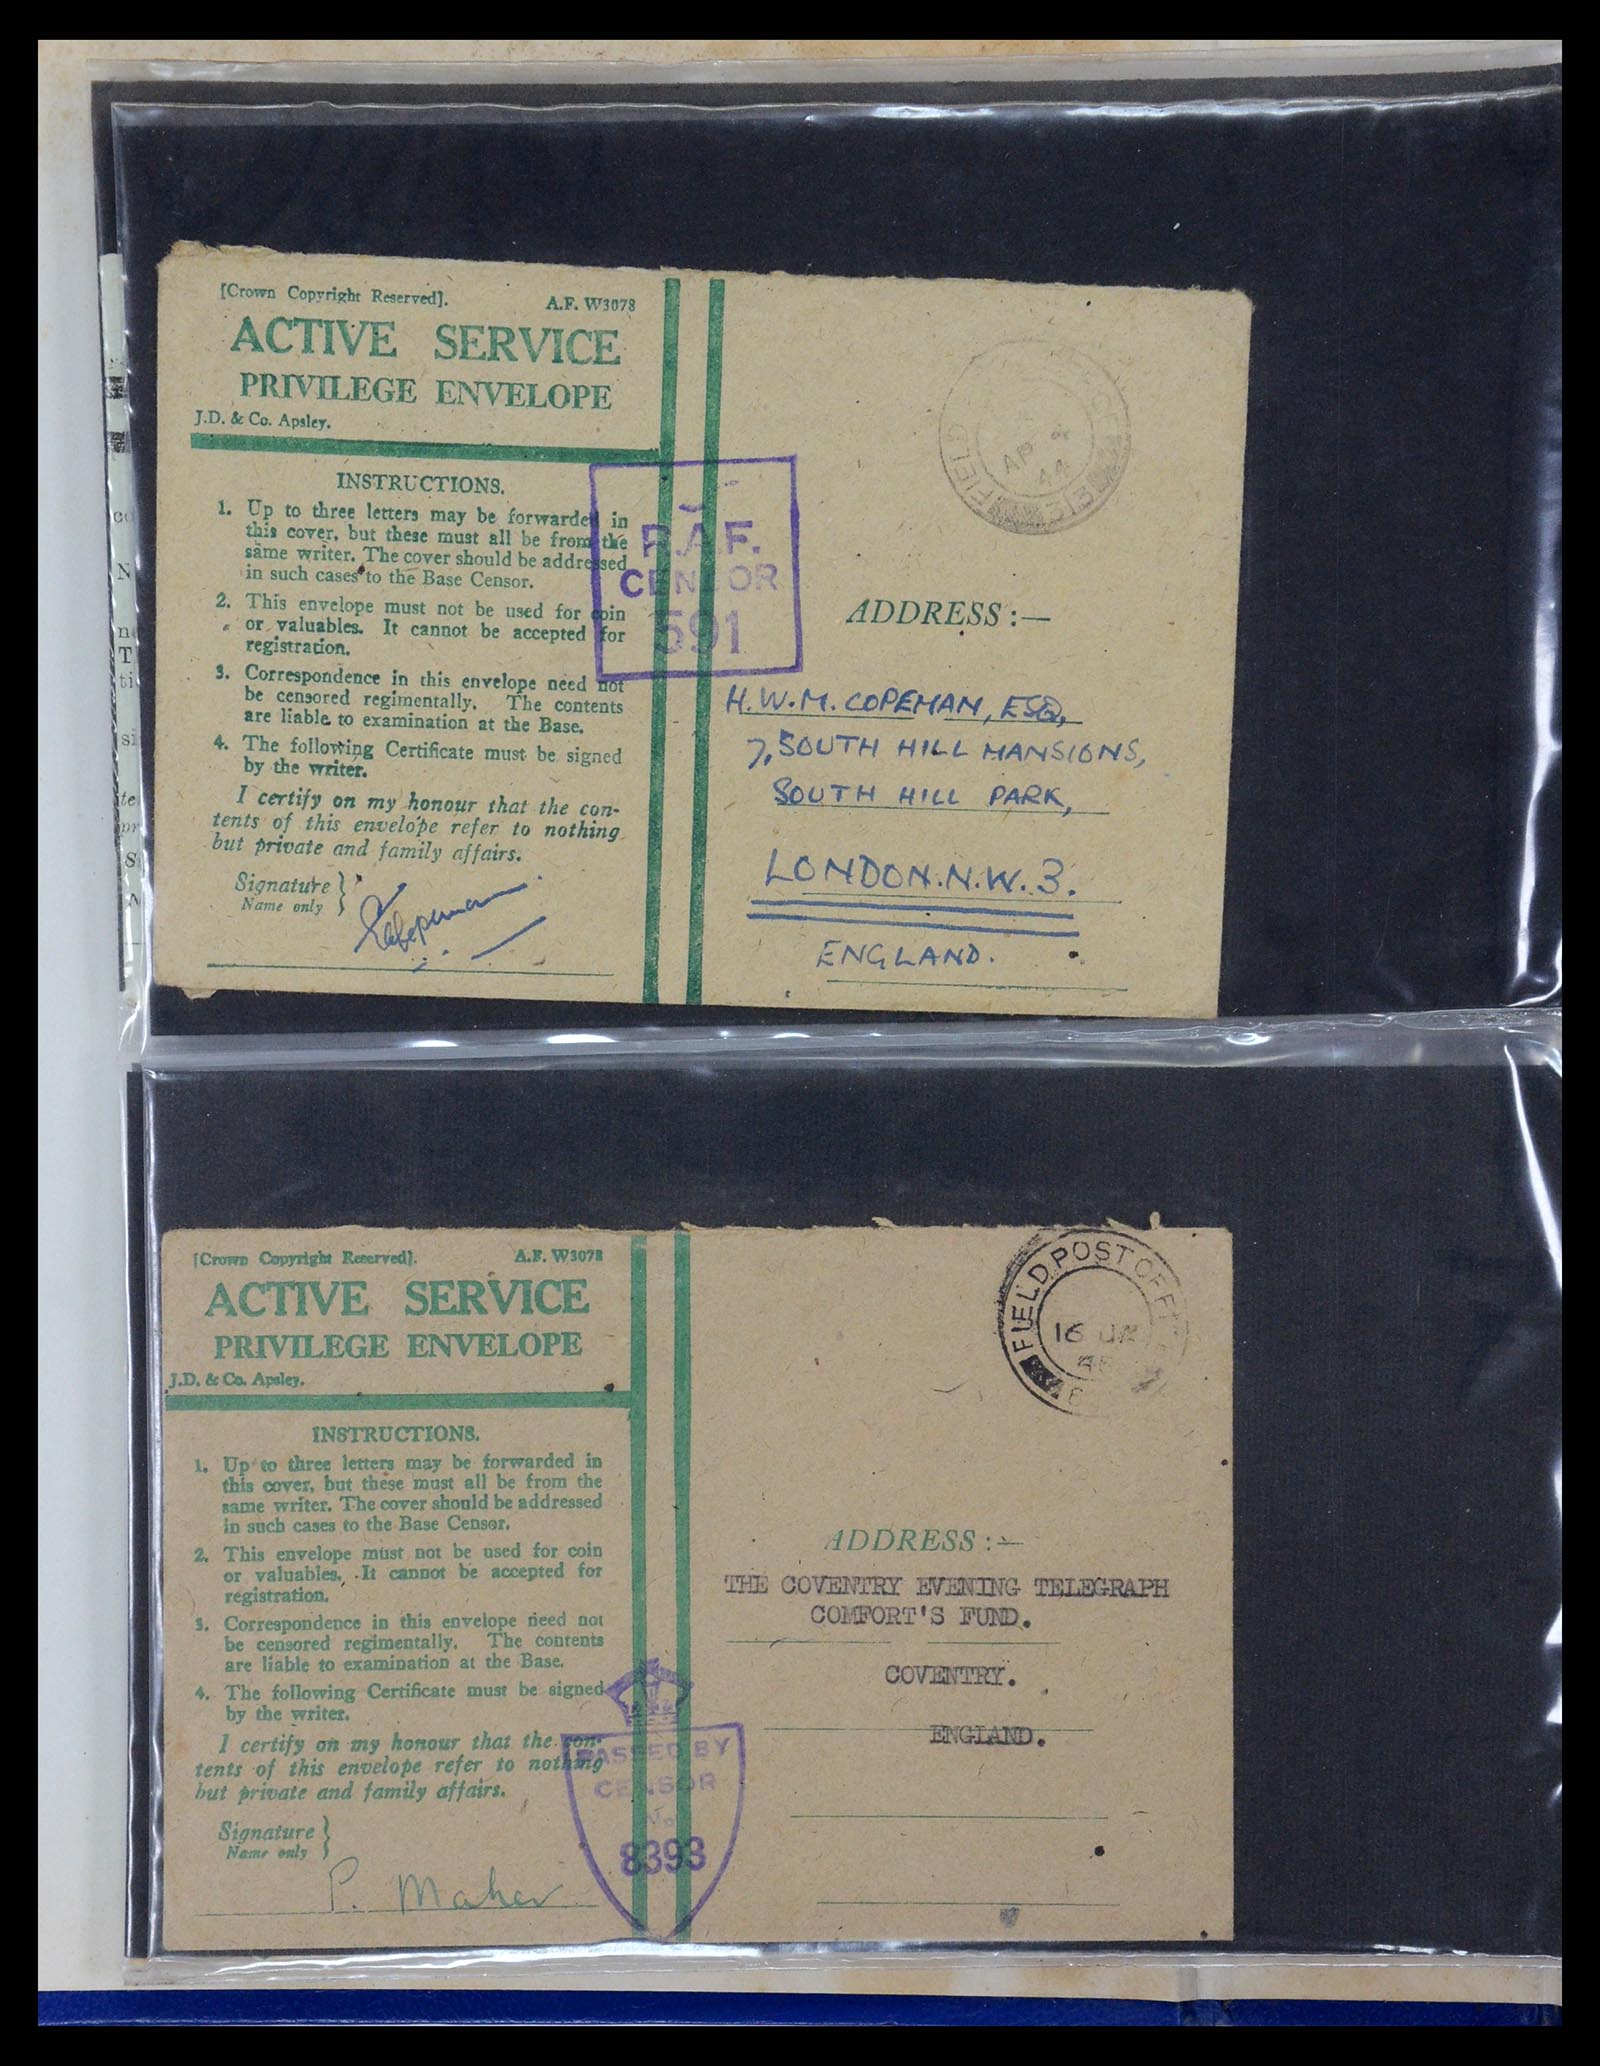 [Crown Copyright Reserved]. A.F. W3078
ACTIVE SERVICE
PRIVILEGE ENVELOPE
J.D. & Co. Apsley.
INSTRUCTIONS.
1. Up to three letters may be forwarded in
this cover, but these must all be from the
same writer. The cover should be addressed
in such cases to the Base Censor.
2. This envelope must not be used for coin
or valuables. It cannot be accepted for
registration.
3. Correspondence in this envelope need not
be censored regimentally. The contents
are liable to examination at the Base.
4. The following Certificate must be signed
by the writer.
I certify on my honour that the con-
tents of this envelope refer to nothing
but private and family affairs.
Signature }
Name only }
R.A.F.
CENSOR
591
FIELD
AP 4
44
ADDRESS :—
H.W.M. COPEMAN, ESQ,
7, SOUTH HILL MANSIONS,
SOUTH HILL PARK,
LONDON. N.W. 3.
ENGLAND.
[Crown Copyright Reserved]. A.F. W3078
ACTIVE SERVICE
PRIVILEGE ENVELOPE
J.D. & Co. Apsley.
INSTRUCTIONS.
1. Up to three letters may be forwarded in
this cover, but these must all be from the
same writer. The cover should be addressed
in such cases to the Base Censor.
2. This envelope must not be used for coin
or valuables. It cannot be accepted for
registration.
3. Correspondence in this envelope need not
be censored regimentally. The contents
are liable to examination at the Base.
4. The following Certificate must be signed
by the writer.
I certify on my honour that the con-
tents of this envelope refer to nothing
but private and family affairs.
Signature }
Name only }
P. Maher
PASSED BY
CENSOR
No
8393
FIELD POST OFFICE
16
ADDRESS :—
THE COVENTRY EVENING TELEGRAPH
COMFORT'S FUND.
COVENTRY.
ENGLAND.